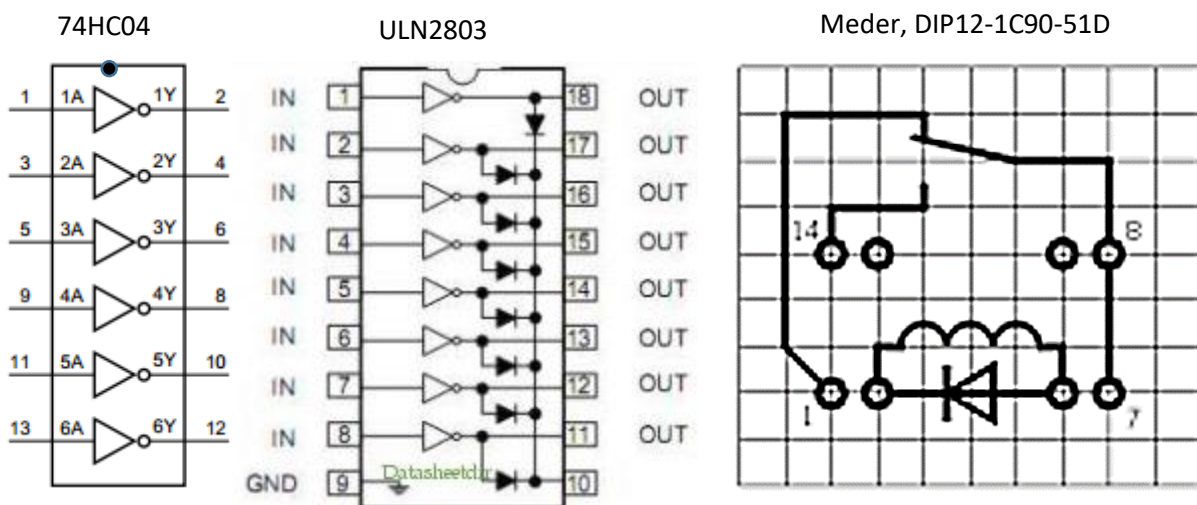 74HC04
ULN2803
Meder, DIP12-1C90-51D
1 1A 1Y 2
3 2A 2Y 4
5 3A 3Y 6
9 4A 4Y 8
11 5A 5Y 10
13 6A 6Y 12
IN 1 18 OUT
IN 2 17 OUT
IN 3 16 OUT
IN 4 15 OUT
IN 5 14 OUT
IN 6 13 OUT
IN 7 12 OUT
IN 8 11 OUT
Datasheetdir
GND 9 10
14 8
1 7